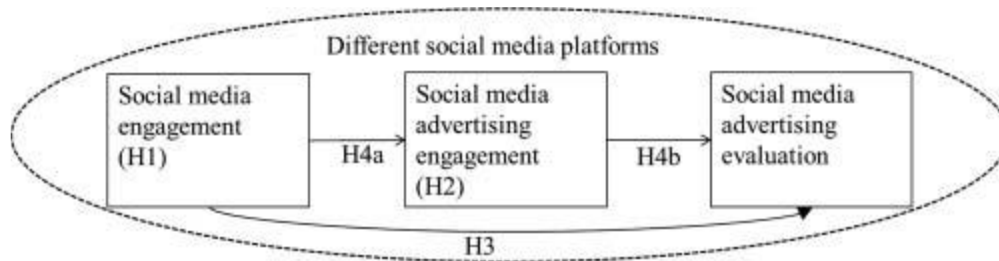 Different social media platforms
Social media
engagement
(H1)
H4a
Social media
advertising
engagement
(H2)
H4b
Social media
advertising
evaluation
H3